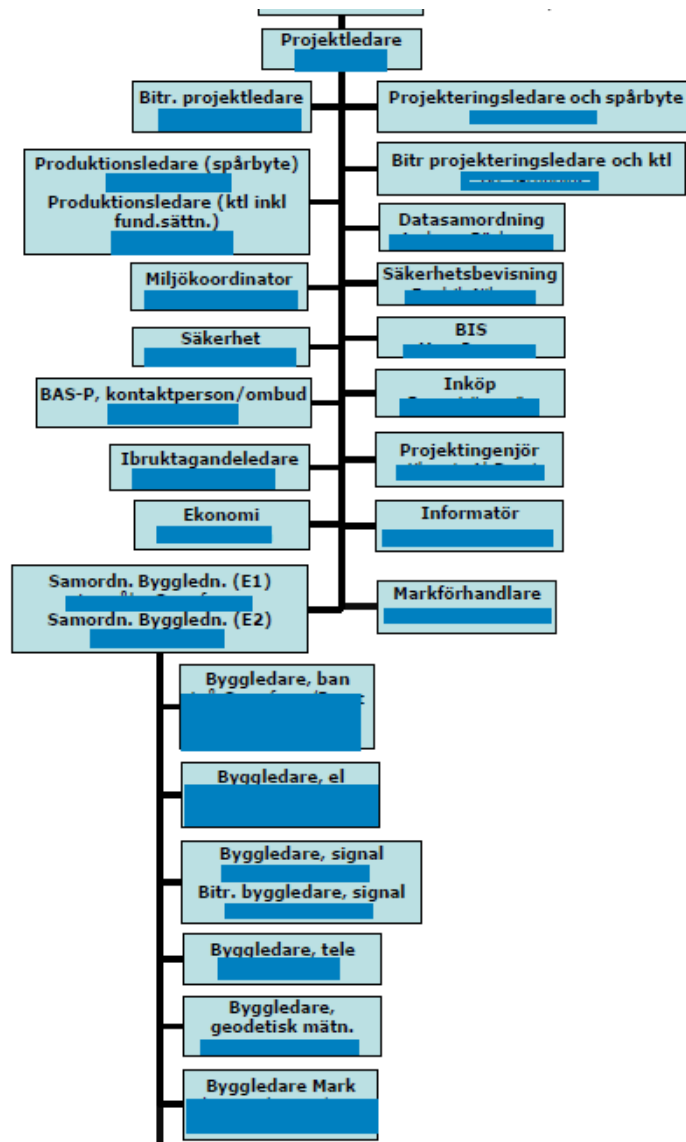 Projektledare
Bitr. projektledare
Projekteringsledare och spårbyte
Produktionsledare (spårbyte)
Produktionsledare (ktl inkl
fund.sättn.)
Bitr projekteringsledare och ktl
Datasamordning
Miljökoordinator
Säkerhetsbevisning
Säkerhet
BIS
BAS-P, kontaktperson/ombud
Inköp
Ibruktagandeledare
Projektingenjör
Ekonomi
Informatör
Samordn. Byggledn. (E1)
Samordn. Byggledn. (E2)
Markförhandlare
Byggledare, ban
Byggledare, el
Byggledare, signal
Bitr. byggledare, signal
Byggledare, tele
Byggledare,
geodetisk mätn.
Byggledare Mark